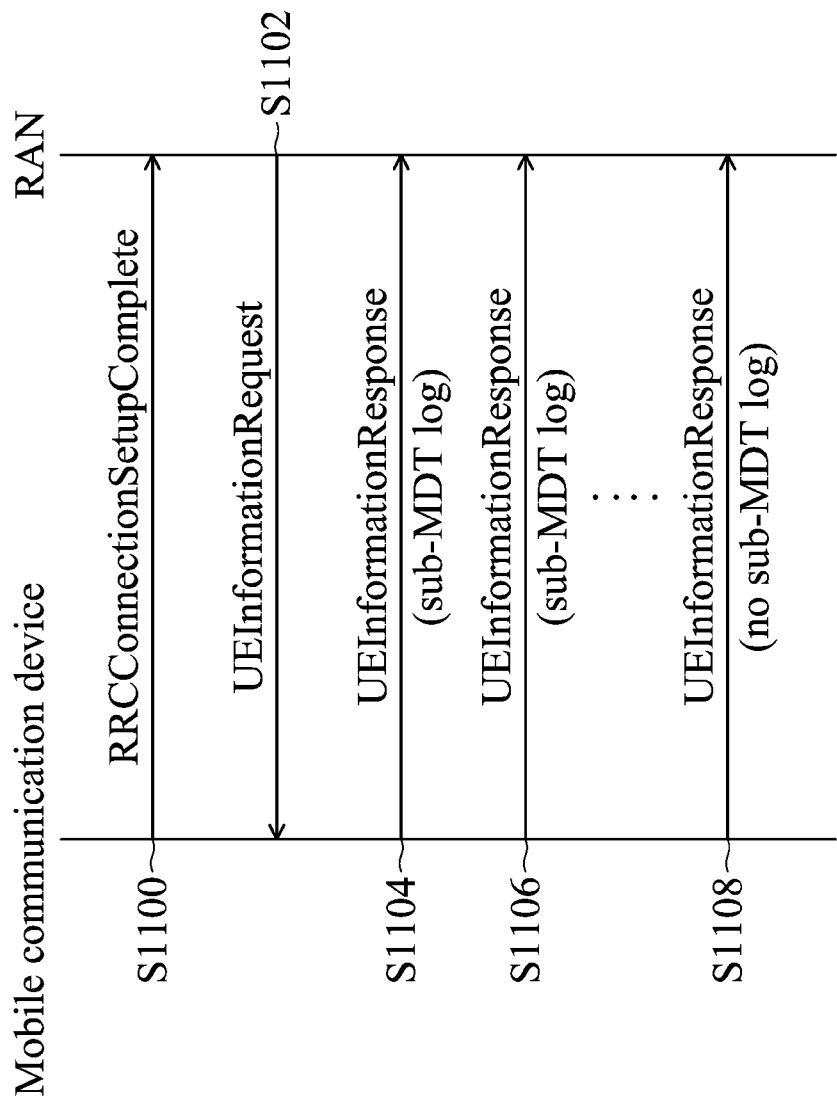 Mobile communication device
RAN
RRCConnectionSetupComplete
S1100
UEInformationRequest
S1102
UEInformationResponse
(sub-MDT log)
S1104
UEInformationResponse
(sub-MDT log)
S1106
. . . .
UEInformationResponse
(no sub-MDT log)
S1108